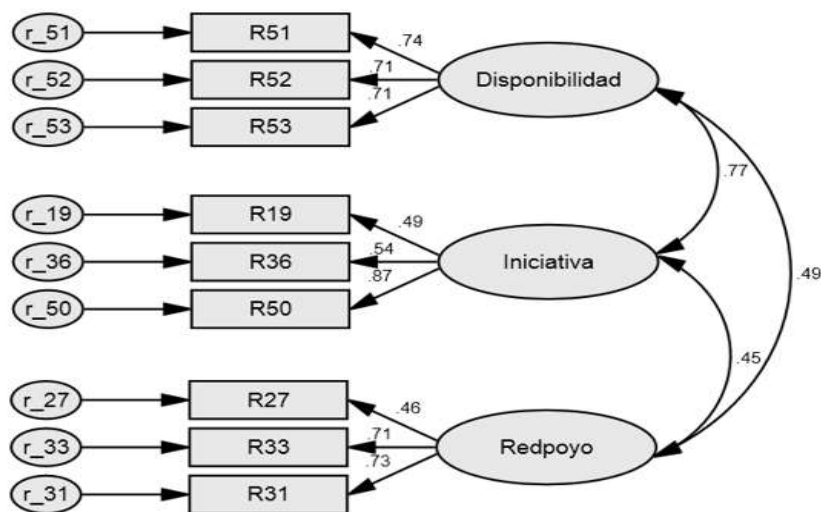 r_51 R51 .74
r_52 R52 .71 Disponibilidad
r_53 R53 .71
.77
r_19 R19 .49
r_36 R36 .54 Iniciativa
r_50 R50 .87
.49
.45
r_27 R27 .46
r_33 R33 .71 Redpoyo
r_31 R31 .73